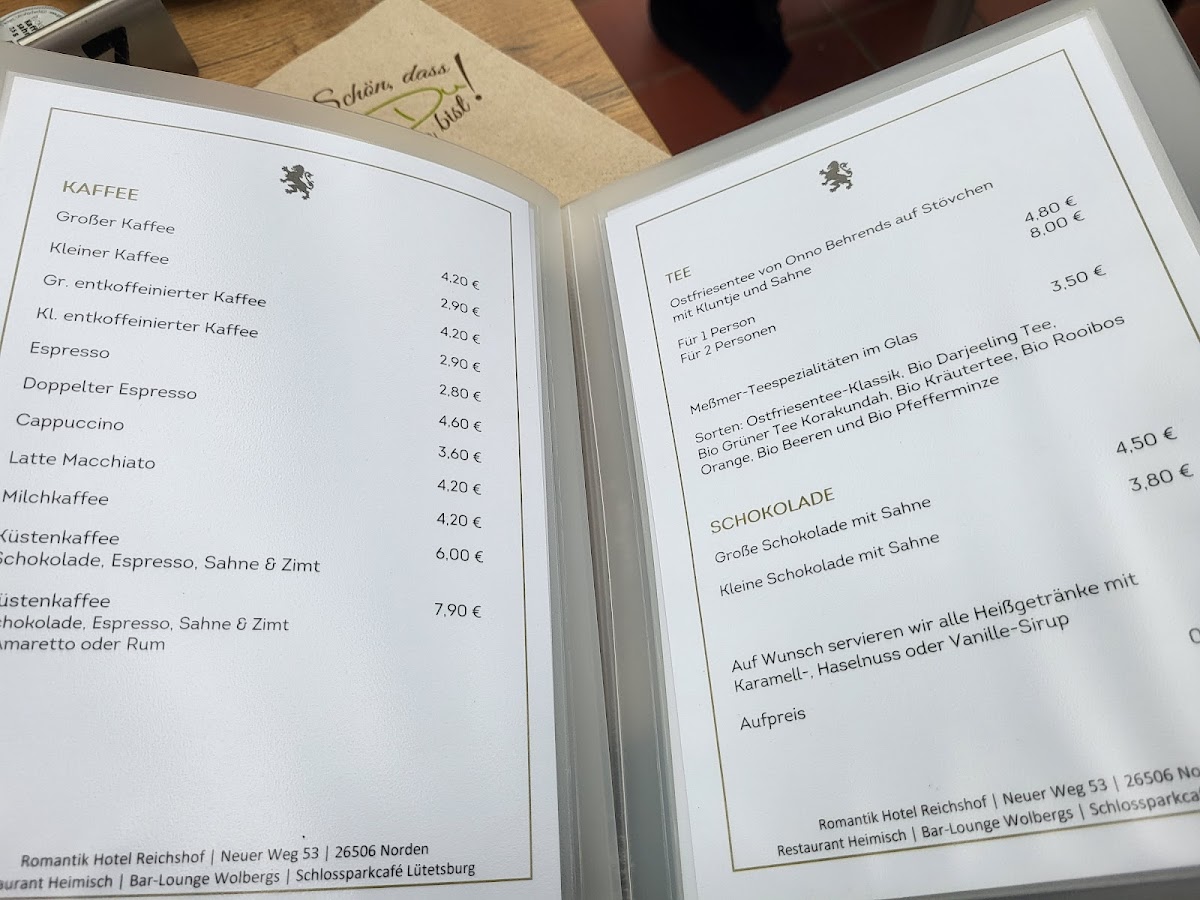 Schön, dass
Du
bist!
KAFFEE
Großer Kaffee 4,20 €
Kleiner Kaffee 2,90 €
Gr. entkoffeinierter Kaffee 4,20 €
Kl. entkoffeinierter Kaffee 2,90 €
Espresso 2,80 €
Doppelter Espresso 4,60 €
Cappuccino 3,60 €
Latte Macchiato 4,20 €
Milchkaffee 4,20 €
Küstenkaffee 6,00 €
Schokolade, Espresso, Sahne & Zimt
üstenkaffee 7,90 €
chokolade, Espresso, Sahne & Zimt
Amaretto oder Rum
Romantik Hotel Reichshof | Neuer Weg 53 | 26506 Norden
aurant Heimisch | Bar-Lounge Wolbergs | Schlossparkcafé Lütetsburg
TEE
Ostfriesentee von Onno Behrends auf Stövchen
mit Kluntje und Sahne
Für 1 Person 4,80 €
Für 2 Personen 8,00 €
Meßmer-Teespezialitäten im Glas 3,50 €
Sorten: Ostfriesentee-Klassik, Bio Darjeeling Tee,
Bio Grüner Tee Korakundah, Bio Kräutertee, Bio Rooibos
Orange, Bio Beeren und Bio Pfefferminze
SCHOKOLADE
Große Schokolade mit Sahne 4,50 €
Kleine Schokolade mit Sahne 3,80 €
Auf Wunsch servieren wir alle Heißgetränke mit
Karamell-, Haselnuss oder Vanille-Sirup
Aufpreis 0
Romantik Hotel Reichshof | Neuer Weg 53 | 26506 No
Restaurant Heimisch | Bar-Lounge Wolbergs | Schlossparkcaf